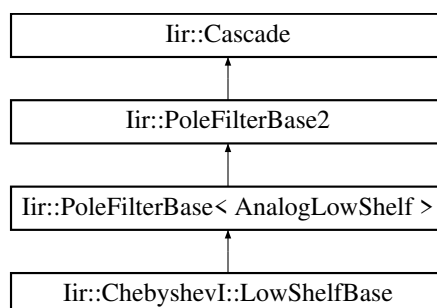 Iir::Cascade
Iir::PoleFilterBase2
Iir::PoleFilterBase< AnalogLowShelf >
Iir::ChebyshevI::LowShelfBase